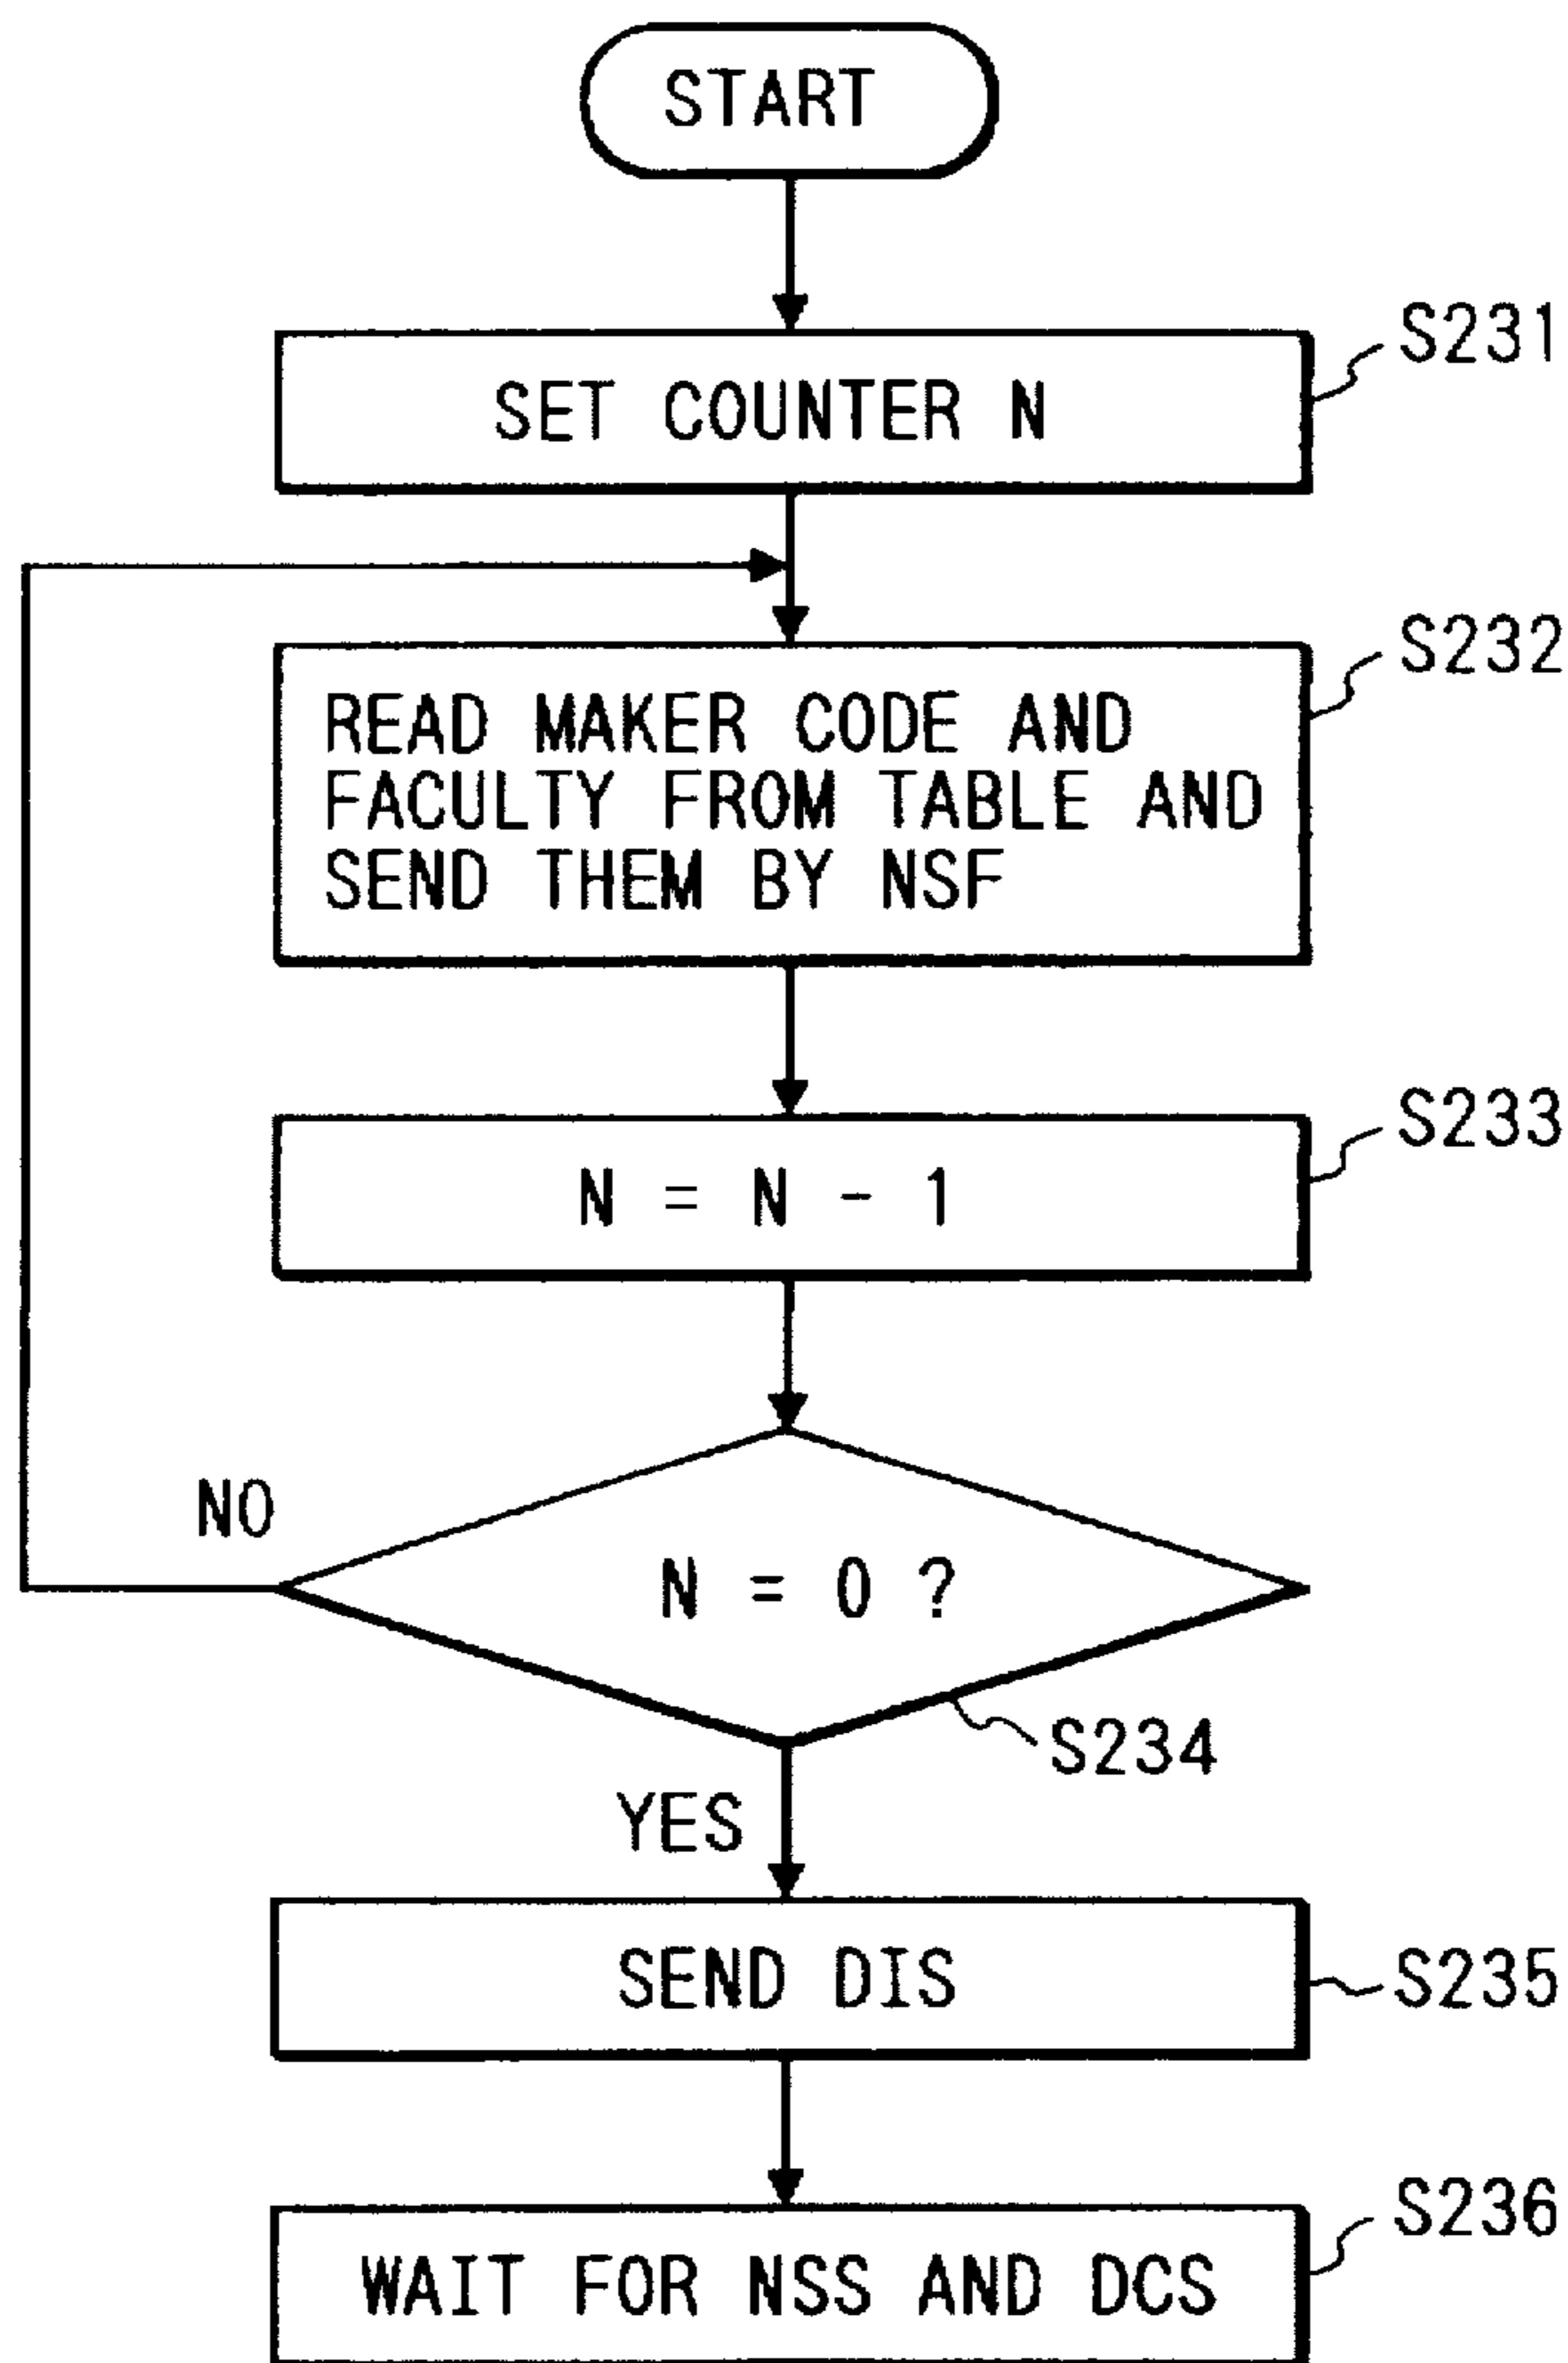 START
S231
SET COUNTER N
S232
READ MAKER CODE AND
FACULTY FROM TABLE AND
SEND THEM BY NSF
S233
N = N - 1
NO
N = 0 ?
S234
YES
SEND DIS
S235
S236
WAIT FOR NSS AND DCS